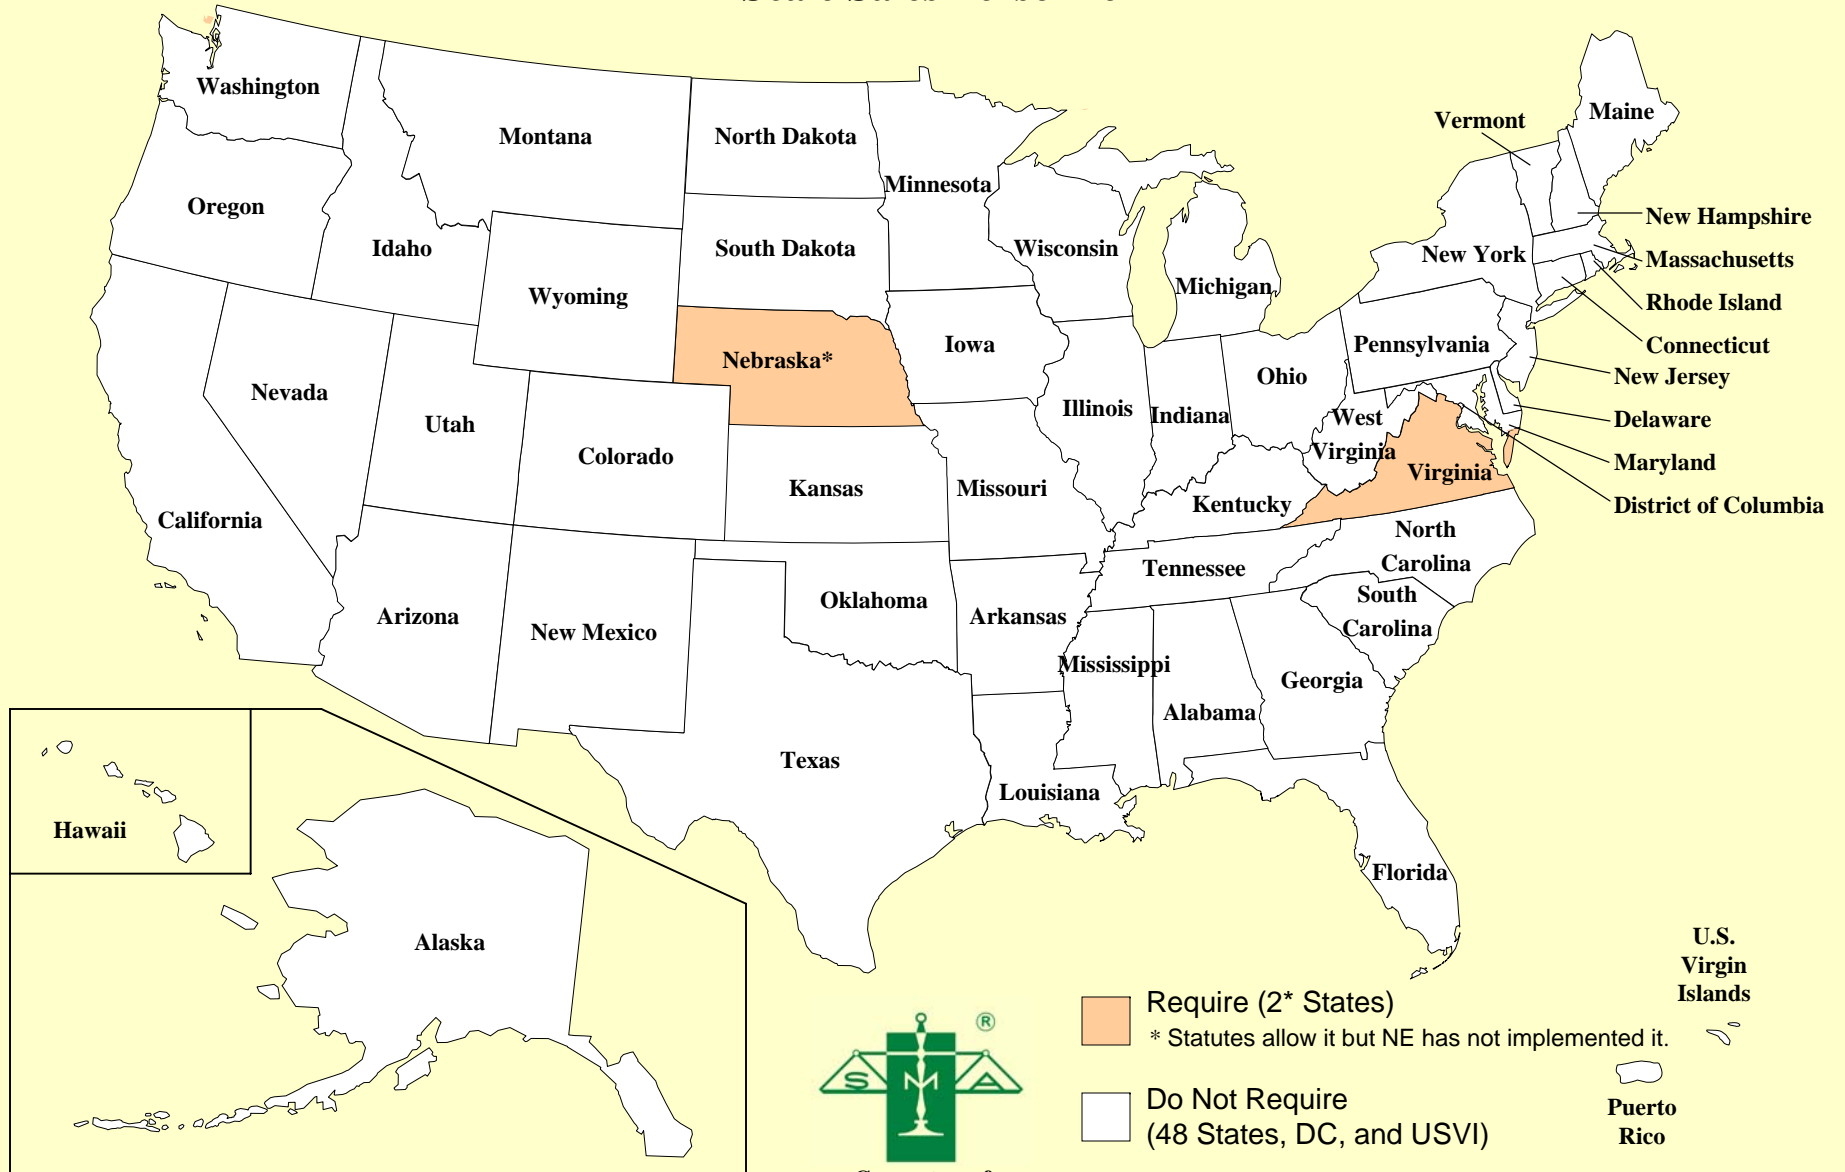 Washington
Montana
North Dakota
Minnesota
Vermont
Maine
Oregon
Idaho
South Dakota
Wisconsin
New York
New Hampshire
Massachusetts
Michigan
Rhode Island
Wyoming
Nebraska*
Iowa
Pennsylvania
Connecticut
New Jersey
Ohio
Nevada
Utah
Colorado
Illinois
Indiana
West
Virginia
Delaware
Maryland
Virginia
District of Columbia
California
Kansas
Missouri
Kentucky
North
Carolina
Tennessee
Arizona
New Mexico
Oklahoma
Arkansas
South
Carolina
Mississippi
Alabama
Georgia
Texas
Louisiana
Florida
Hawaii
Alaska
U.S.
Virgin
Islands
Puerto
Rico
®
S M A
Require (2* States)
* Statutes allow it but NE has not implemented it.
Do Not Require
(48 States, DC, and USVI)